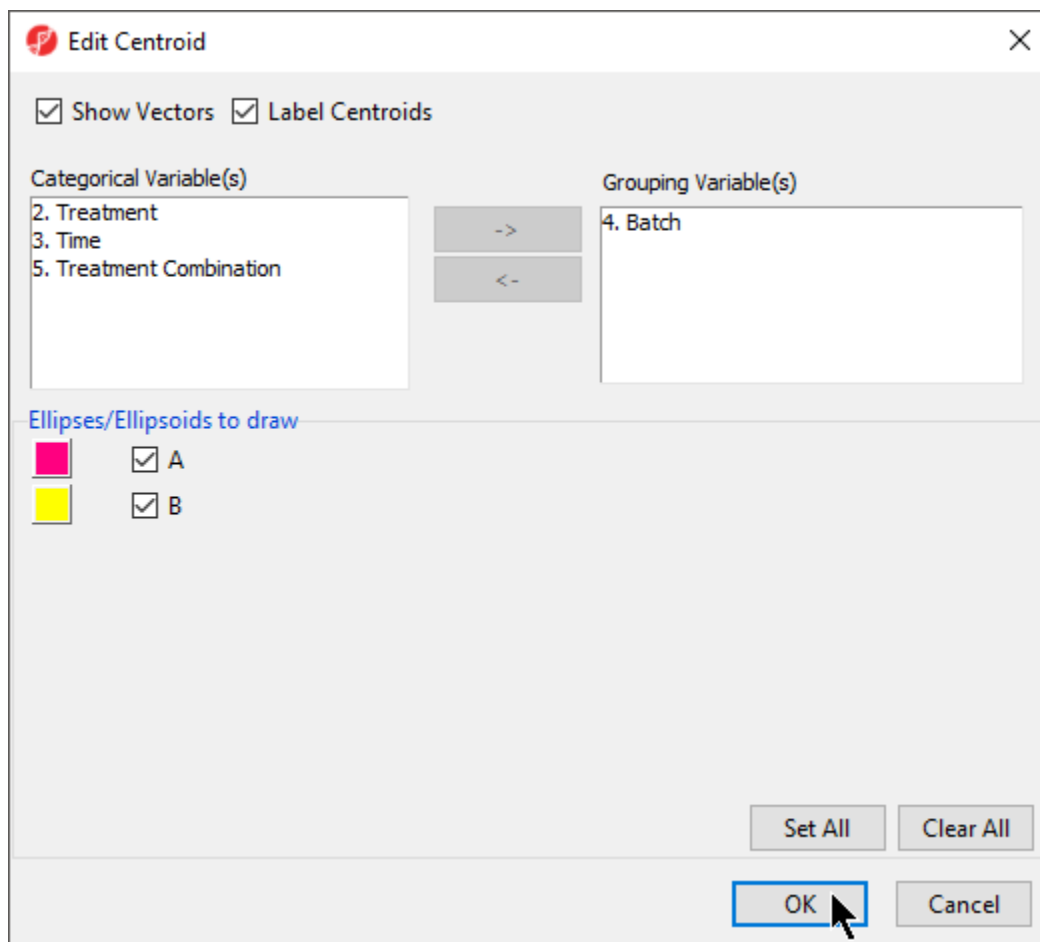 Edit Centroid
Show Vectors Label Centroids
Categorical Variable(s)
2. Treatment
3. Time
5. Treatment Combination
->
<-
Grouping Variable(s)
4. Batch
Ellipses/Ellipsoids to draw
A
B
Set All Clear All
OK Cancel